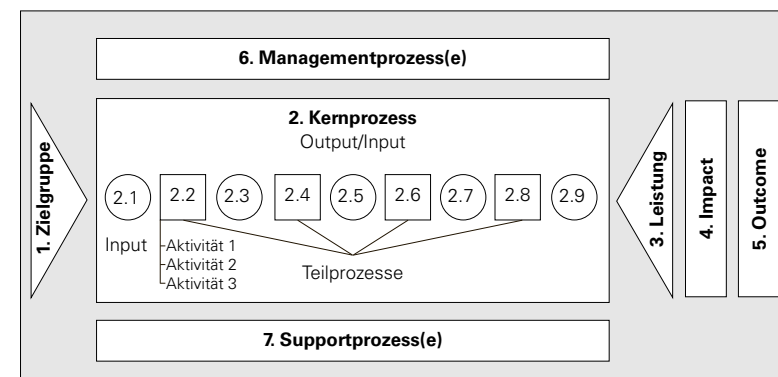 6. Managementprozess(e)
1. Zielgruppe
2. Kernprozess
Output/Input
2.1 2.2 2.3 2.4 2.5 2.6 2.7 2.8 2.9
Input
Aktivität 1
Aktivität 2
Aktivität 3
Teilprozesse
3. Leistung
4. Impact
5. Outcome
7. Supportprozess(e)